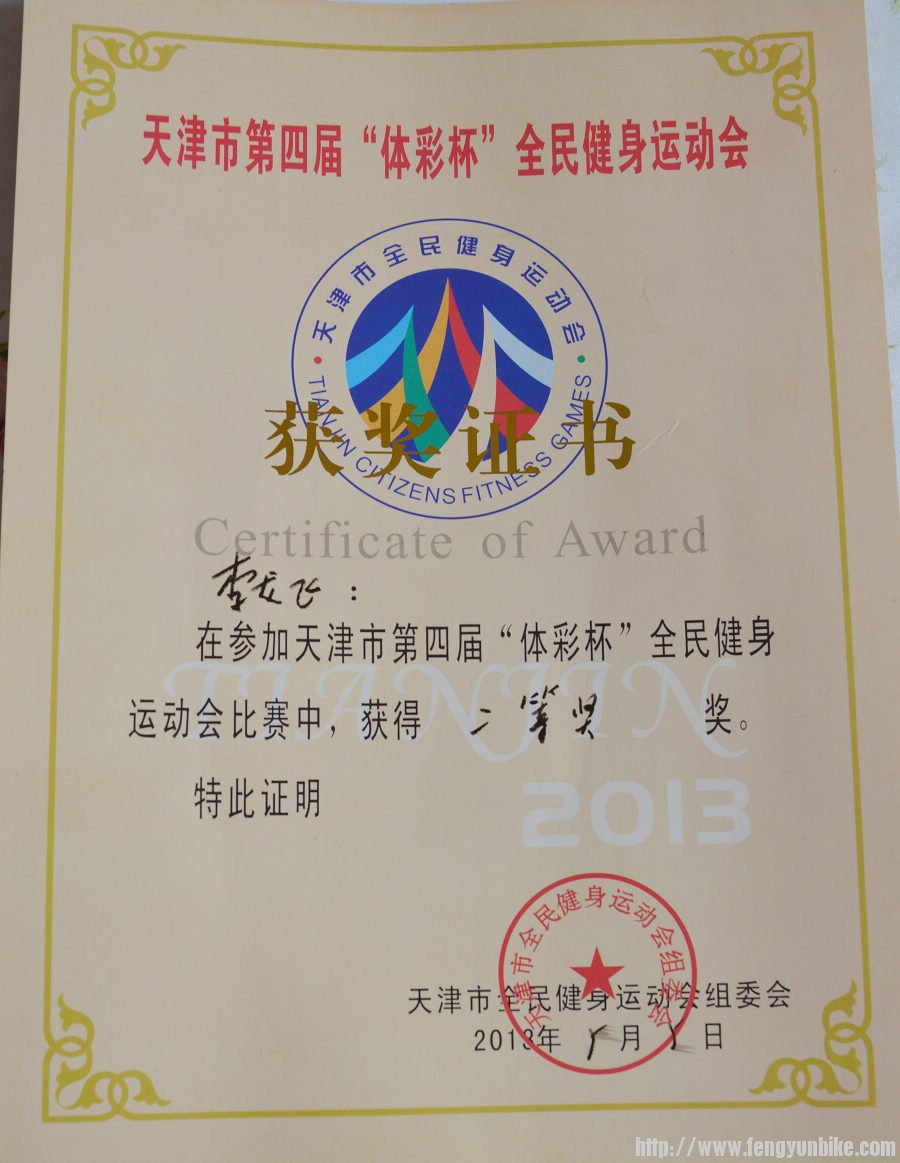 天津市第四届“体彩杯”全民健身运动会
天津市全民健身运动会
TIANJIN CITIZENS FITNESS GAMES
获奖证书
Certificate of Award
李龙飞：
在参加天津市第四届“体彩杯”全民健身
运动会比赛中，获得 二等奖 奖。
TIANJIN
特此证明
2013
天津市全民健身运动会组委会
天津市全民健身运动会组委会
2013年 月 日
http://www.fengyunbike.com